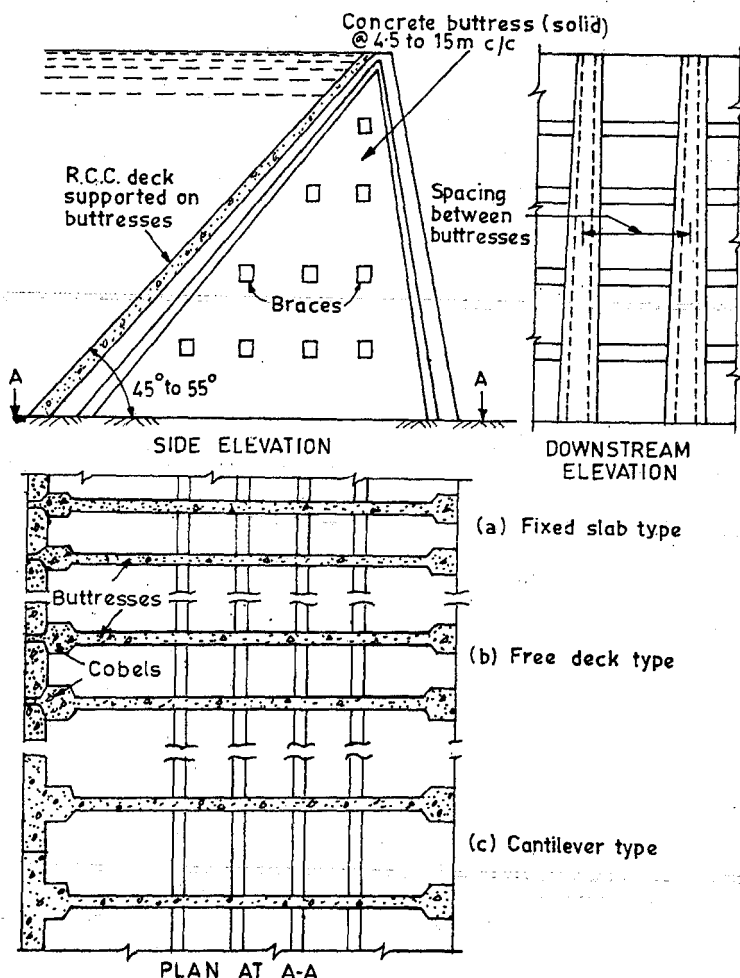 Concrete buttress (solid)
@ 4.5 to 15m c/c
R.C.C. deck
supported on
buttresses
Spacing
between
buttresses
Braces
45° to 55°
A
A
SIDE ELEVATION
DOWNSTREAM
ELEVATION
(a) Fixed slab type
Buttresses
(b) Free deck type
Cobels
(c) Cantilever type
PLAN AT A-A